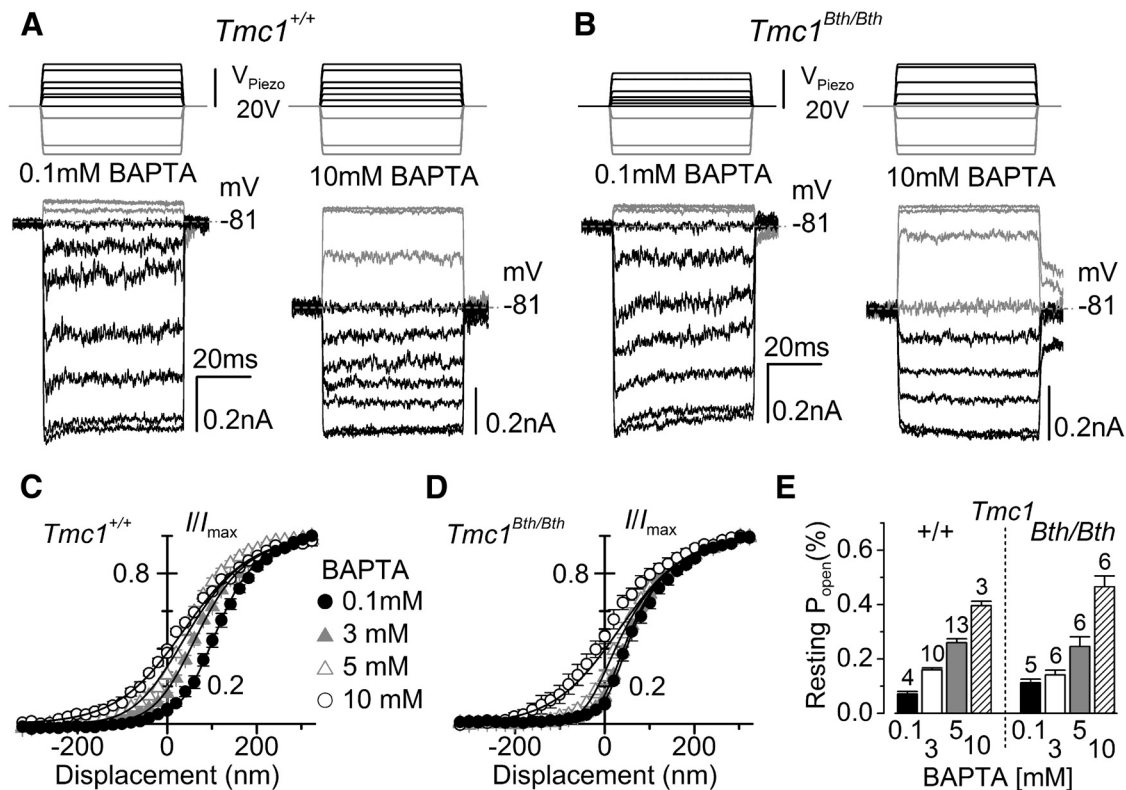 A
Tmc1+/+
B
Tmc1Bth/Bth
VPiezo
20V
VPiezo
20V
0.1mM BAPTA
10mM BAPTA
0.1mM BAPTA
10mM BAPTA
mV
-81
mV
-81
mV
-81
mV
-81
20ms
0.2nA
0.2nA
20ms
0.2nA
0.2nA
C
Tmc1+/+
I/Imax
0.8
0.2
-200
0
200
Displacement (nm)
BAPTA
0.1mM
3 mM
5 mM
10 mM
D
Tmc1Bth/Bth
I/Imax
0.8
0.2
-200
0
200
Displacement (nm)
E
Tmc1
+/+
Bth/Bth
Resting Popen(%)
0.6
0.4
0.2
0.0
4
10
13
3
5
6
6
6
0.1
3
5
10
0.1
3
5
10
BAPTA [mM]